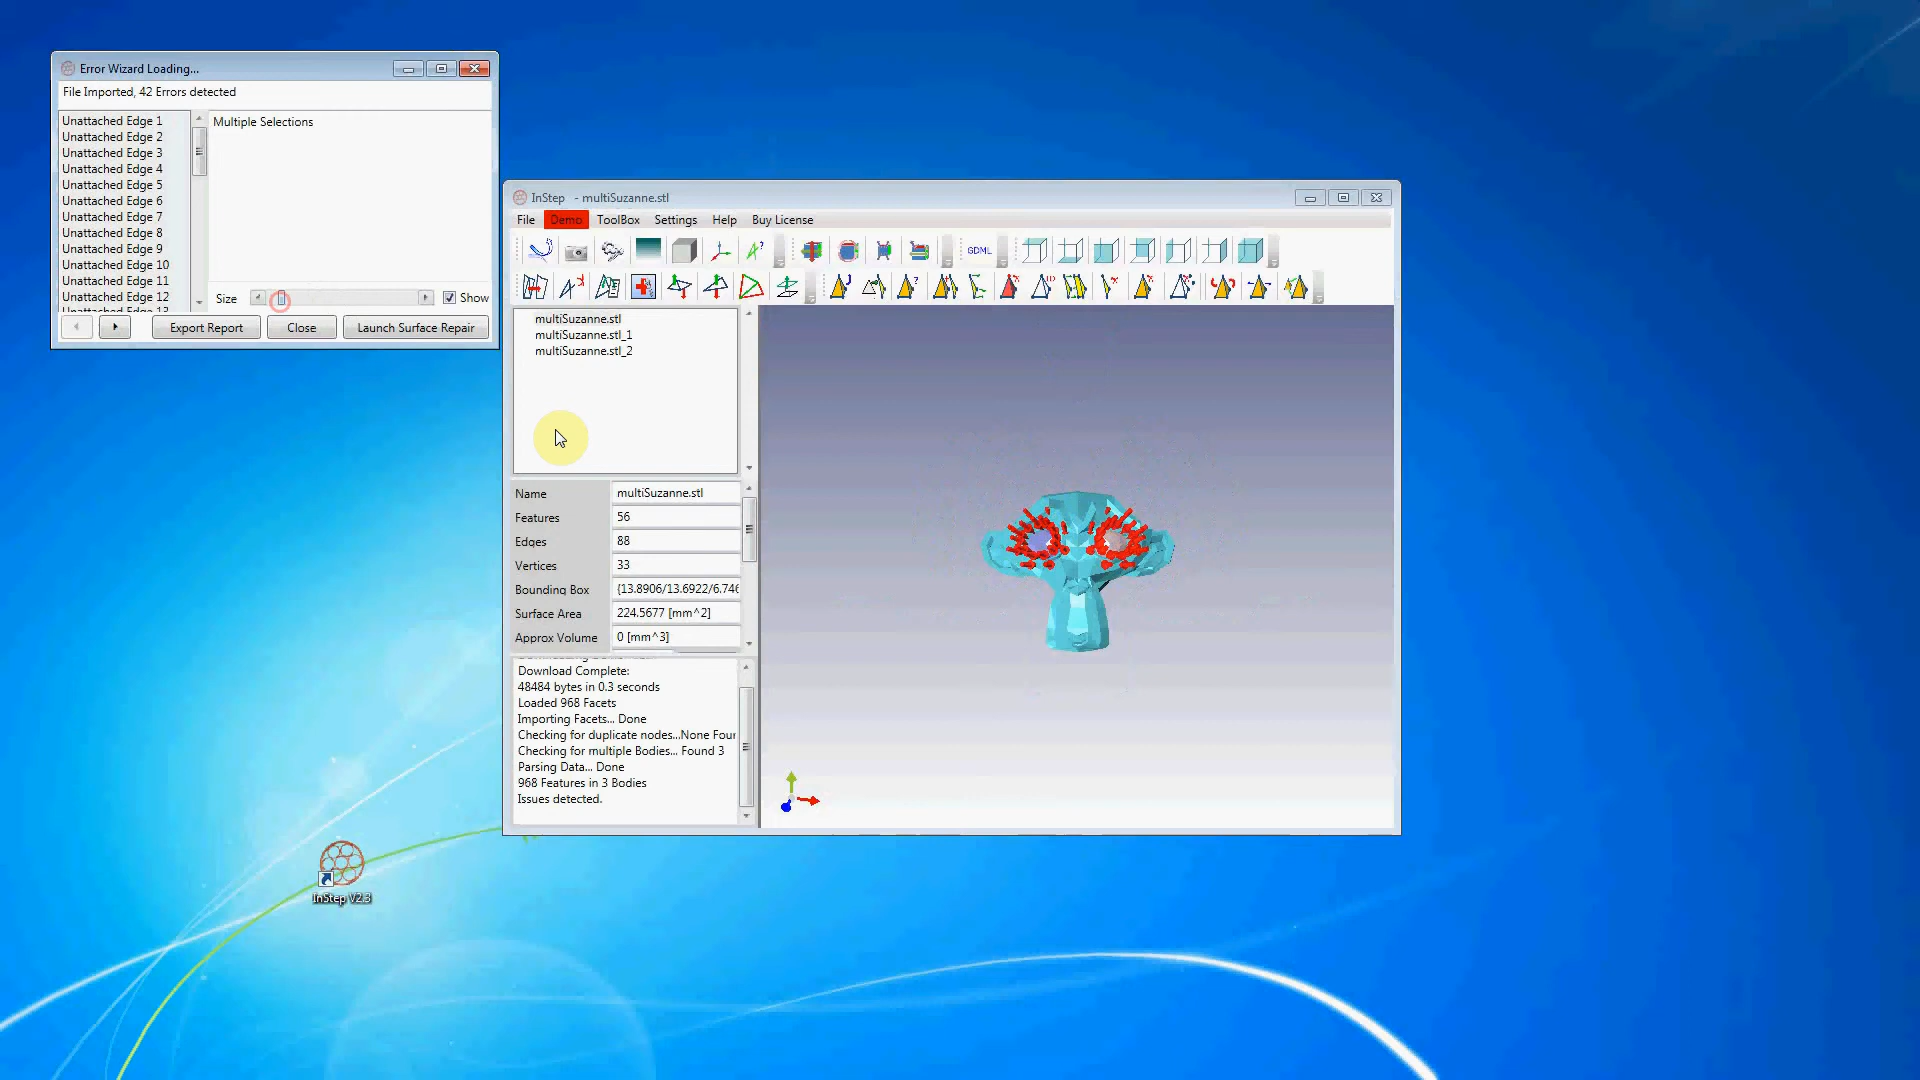 Error Wizard Loading...
File Imported, 42 Errors detected
Unattached Edge 1
Unattached Edge 2
Unattached Edge 3
Unattached Edge 4
Unattached Edge 5
Unattached Edge 6
Unattached Edge 7
Unattached Edge 8
Unattached Edge 9
Unattached Edge 10
Unattached Edge 11
Unattached Edge 12
Multiple Selections
Size
Show
Export Report
Close
Launch Surface Repair
InStep - multiSuzanne.stl
File Demo ToolBox Settings Help Buy License
GDML
multiSuzanne.stl
multiSuzanne.stl_1
multiSuzanne.stl_2
Name multiSuzanne.stl
Features 56
Edges 88
Vertices 33
Bounding Box {13.8906/13.6922/6.746
Surface Area 224.5677 [mm^2]
Approx Volume 0 [mm^3]
Download Complete:
48484 bytes in 0.3 seconds
Loaded 968 Facets
Importing Facets... Done
Checking for duplicate nodes...None Four
Checking for multiple Bodies... Found 3
Parsing Data... Done
968 Features in 3 Bodies
Issues detected.
InStep V2.3